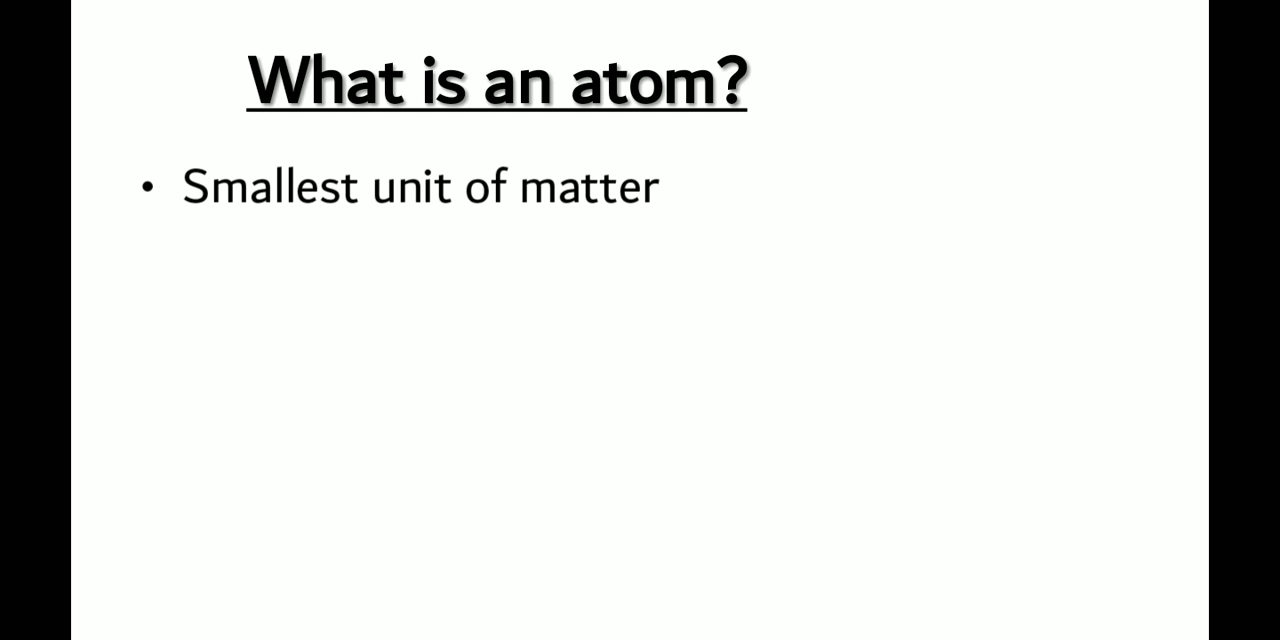 What is an atom?
• Smallest unit of matter